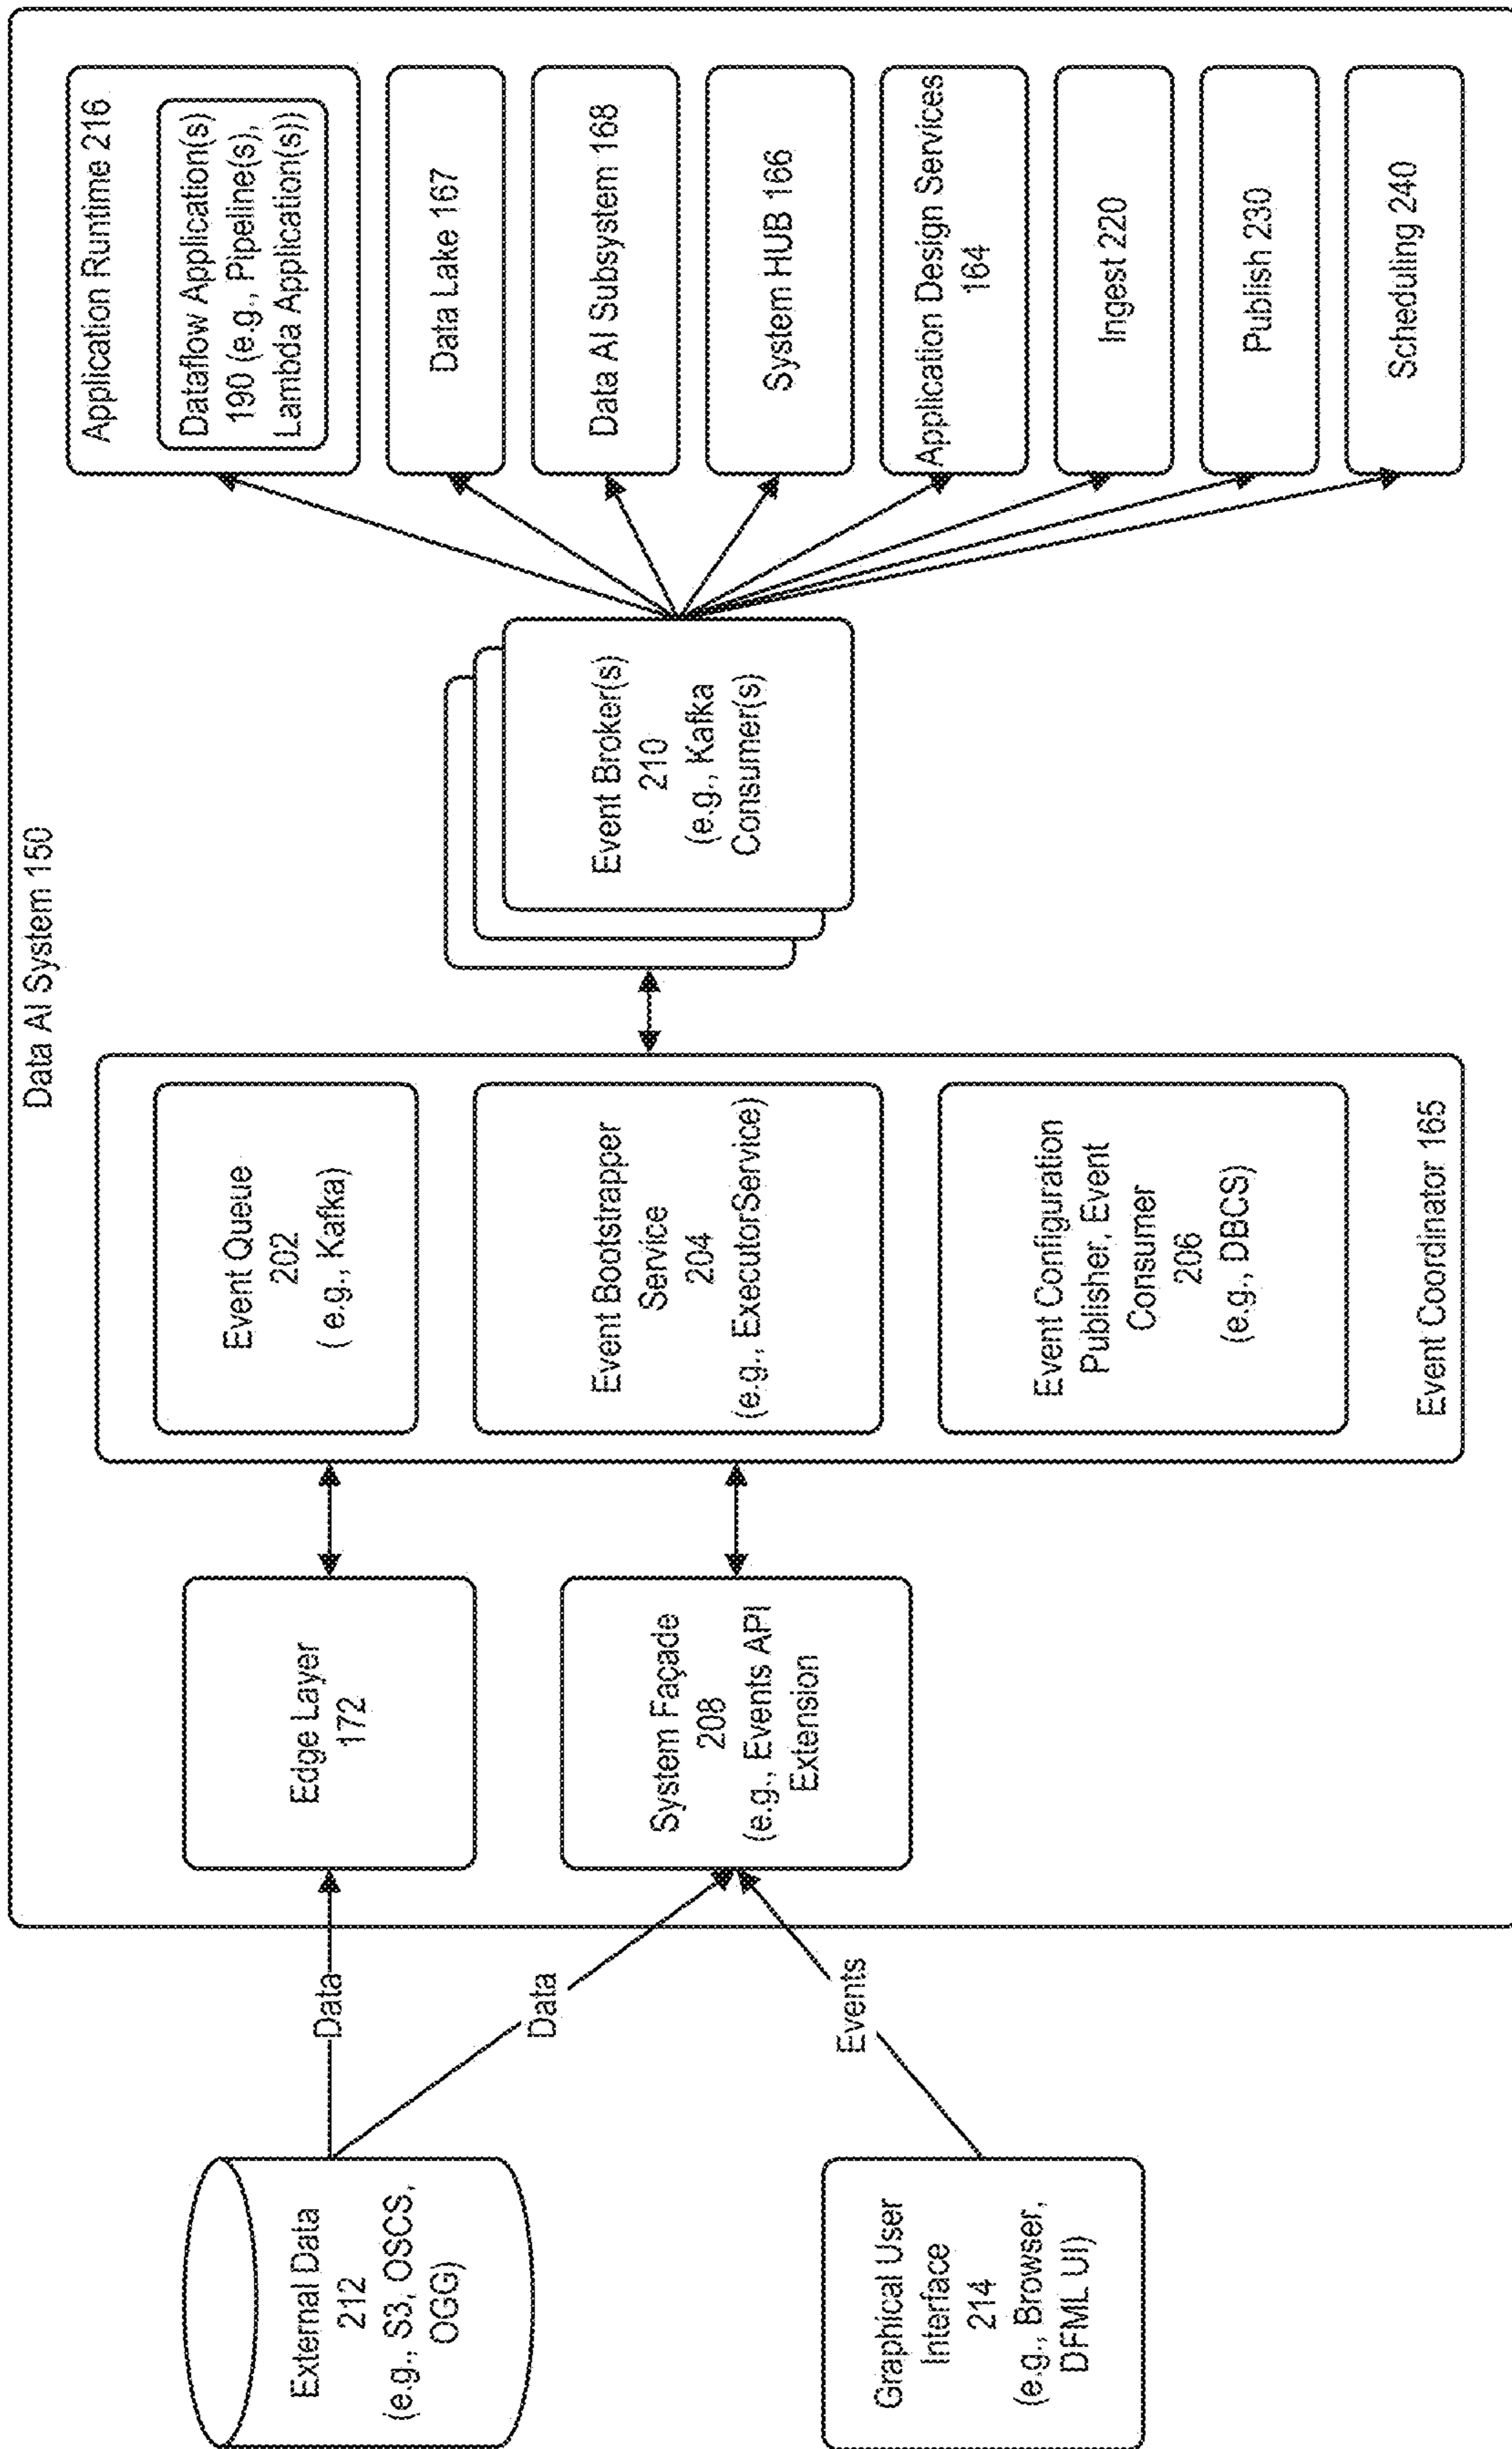 Data AI System 150
External Data
212
(e.g., S3, OSCS,
OGG)
Graphical User
Interface
214
(e.g., Browser,
DFML UI)
Data
Data
Events
Edge Layer
172
System Façade
208
(e.g., Events API
Extension
Event Queue
202
( e.g., Kafka)
Event Bootstrapper
Service
204
(e.g., ExecutorService)
Event Configuration
Publisher, Event
Consumer
206
(e.g., DBCS)
Event Coordinator 165
Event Broker(s)
210
(e.g., Kafka
Consumer(s)
Application Runtime 216
Dataflow Application(s)
190 (e.g., Pipeline(s),
Lambda Application(s))
Data Lake 167
Data AI Subsystem 168
System HUB 166
Application Design Services
164
Ingest 220
Publish 230
Scheduling 240